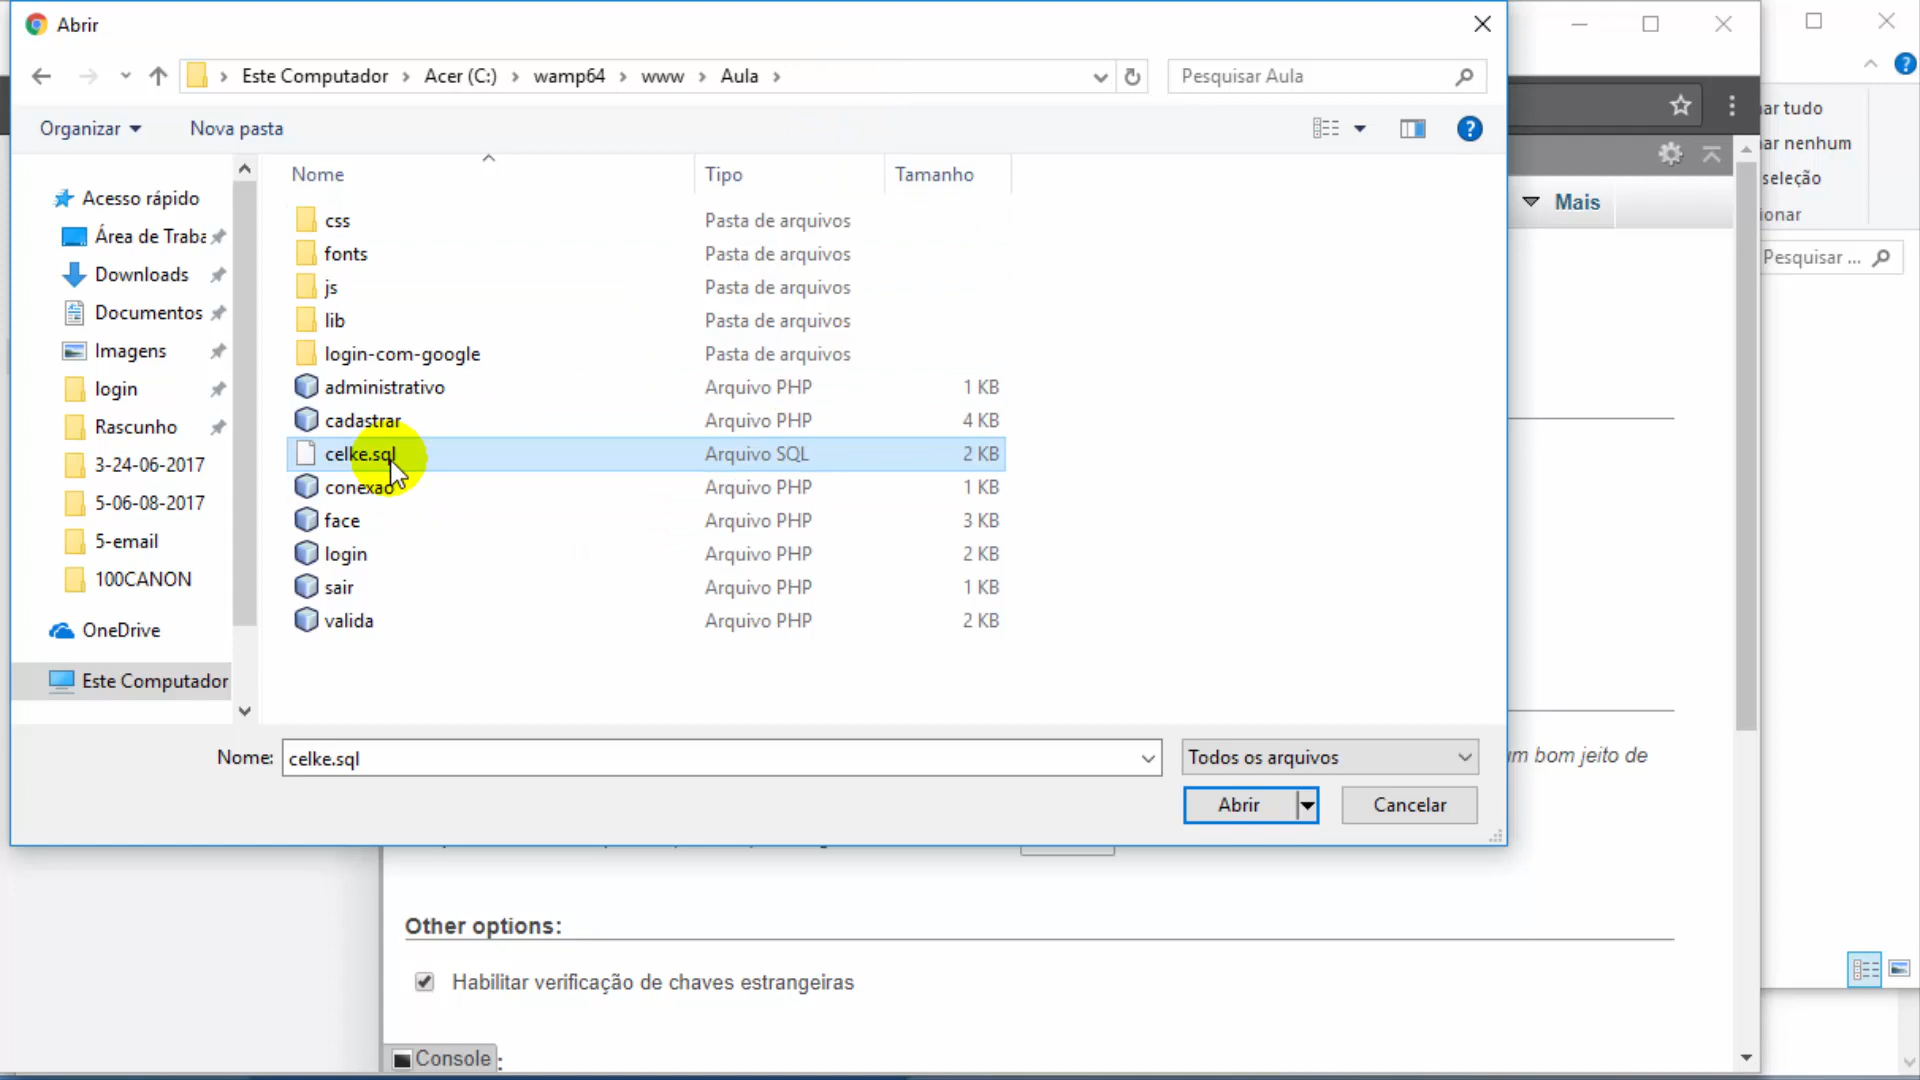 Abrir
Este Computador > Acer (C:) > wamp64 > www > Aula >
Pesquisar Aula
Organizar
Nova pasta
Nome
Tipo
Tamanho
Acesso rápido
Área de Traba
Downloads
Documentos
Imagens
login
Rascunho
3-24-06-2017
5-06-08-2017
5-email
100CANON
OneDrive
Este Computador
css Pasta de arquivos
fonts Pasta de arquivos
js Pasta de arquivos
lib Pasta de arquivos
login-com-google Pasta de arquivos
administrativo Arquivo PHP 1 KB
cadastrar Arquivo PHP 4 KB
celke.sql Arquivo SQL 2 KB
conexao Arquivo PHP 1 KB
face Arquivo PHP 3 KB
login Arquivo PHP 2 KB
sair Arquivo PHP 1 KB
valida Arquivo PHP 2 KB
Nome: celke.sql
Todos os arquivos
Abrir
Cancelar
ar tudo
ar nenhum
seleção
ionar
Mais
Pesquisar ...
m bom jeito de
Other options:
Habilitar verificação de chaves estrangeiras
Console :